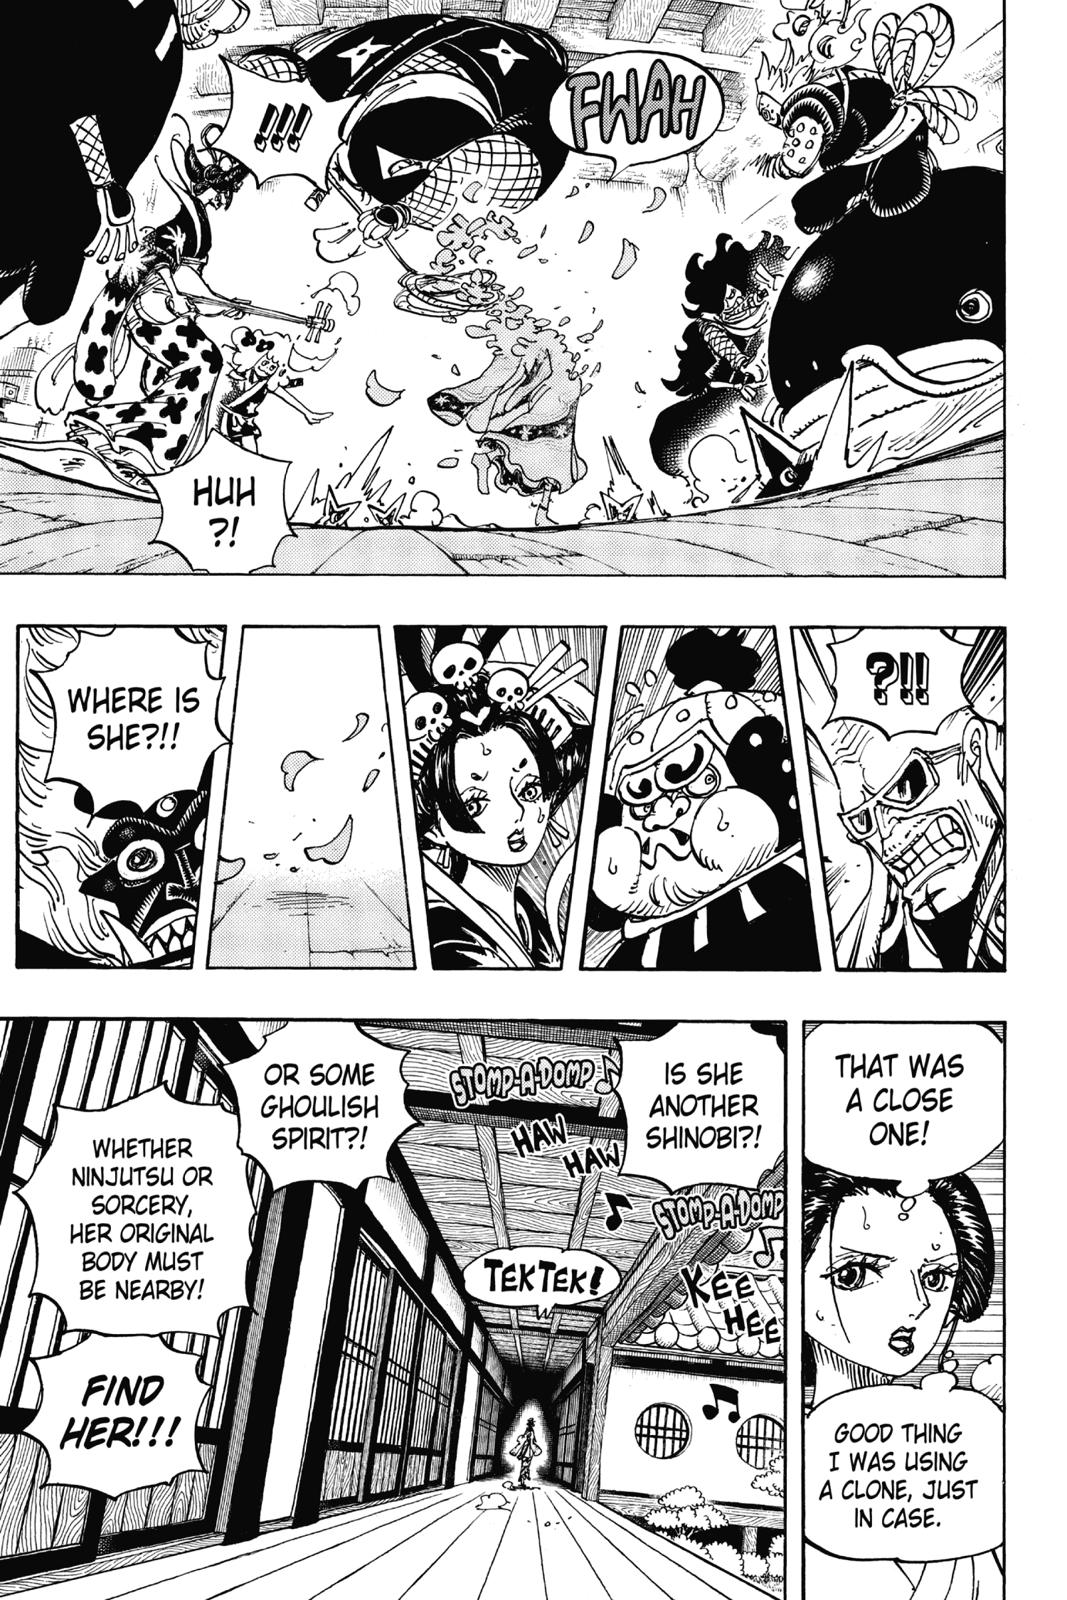 FWAH
!!!
HUH
?!
?!!
WHERE IS
SHE?!!
THAT WAS
A CLOSE
ONE!
GOOD THING
I WAS USING
A CLONE, JUST
IN CASE.
IS SHE
ANOTHER
SHINOBI?!
STOMP-A-DOMP
HAW
HAW
STOMP-A-DOMP
KEE
HEE
TEK TEK!
OR SOME
GHOULISH
SPIRIT?!
WHETHER
NINJUTSU OR
SORCERY,
HER ORIGINAL
BODY MUST
BE NEARBY!
FIND
HER!!!